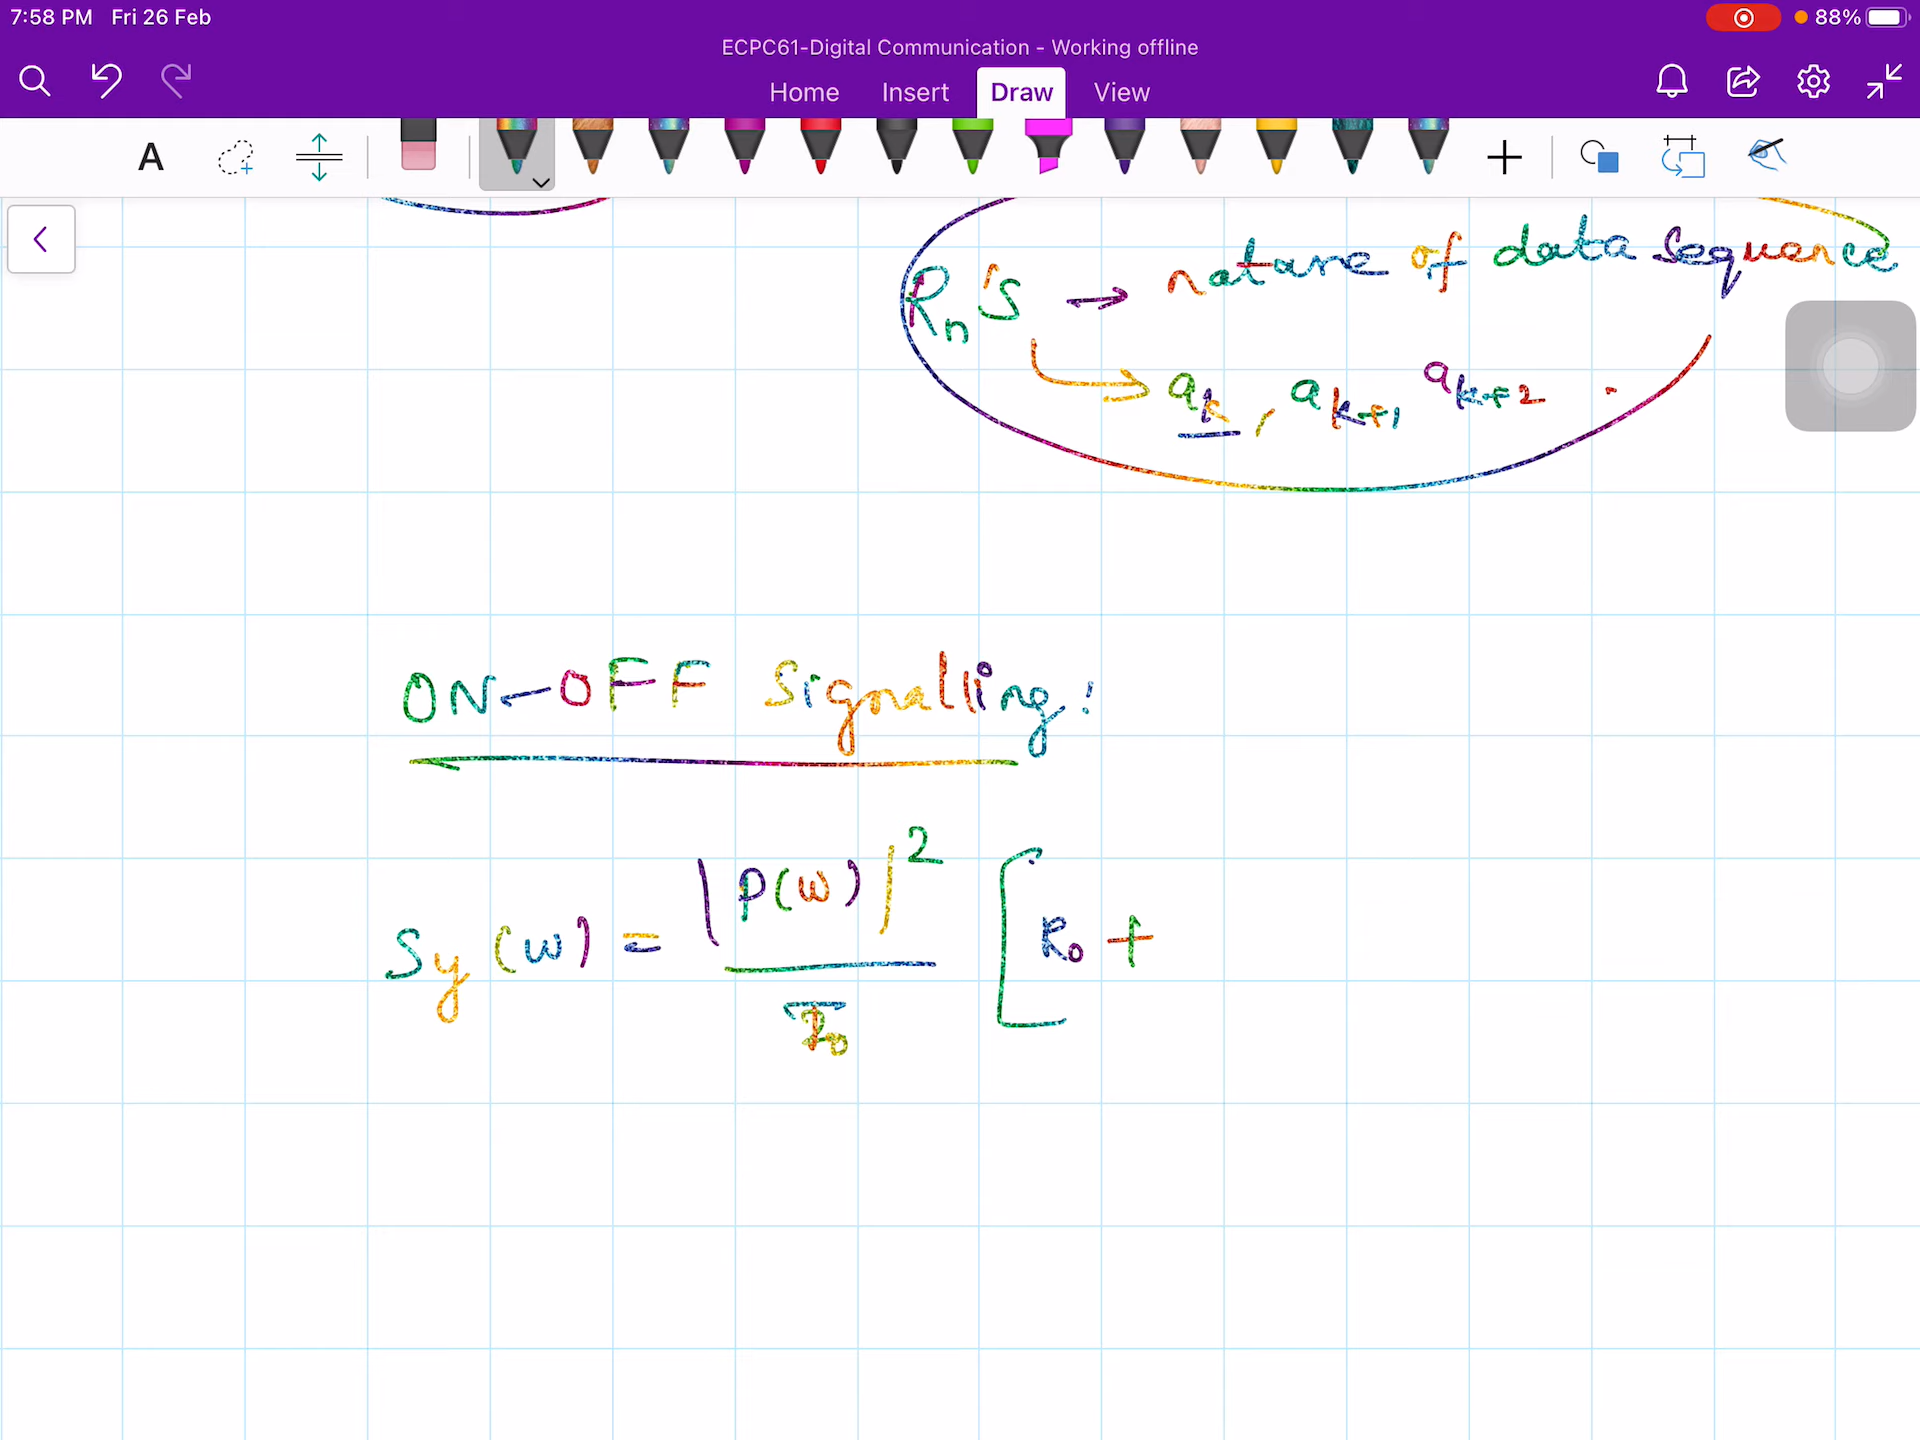 7:58 PM Fri 26 Feb 88%
ECPC61-Digital Communication - Working offline
Home Insert Draw View
A
Rn's → nature of data sequence
ak, ak+1 ak+2 .
ON-OFF Signalling:
Sy(ω) = |P(ω)|² / T₀ [R₀ +